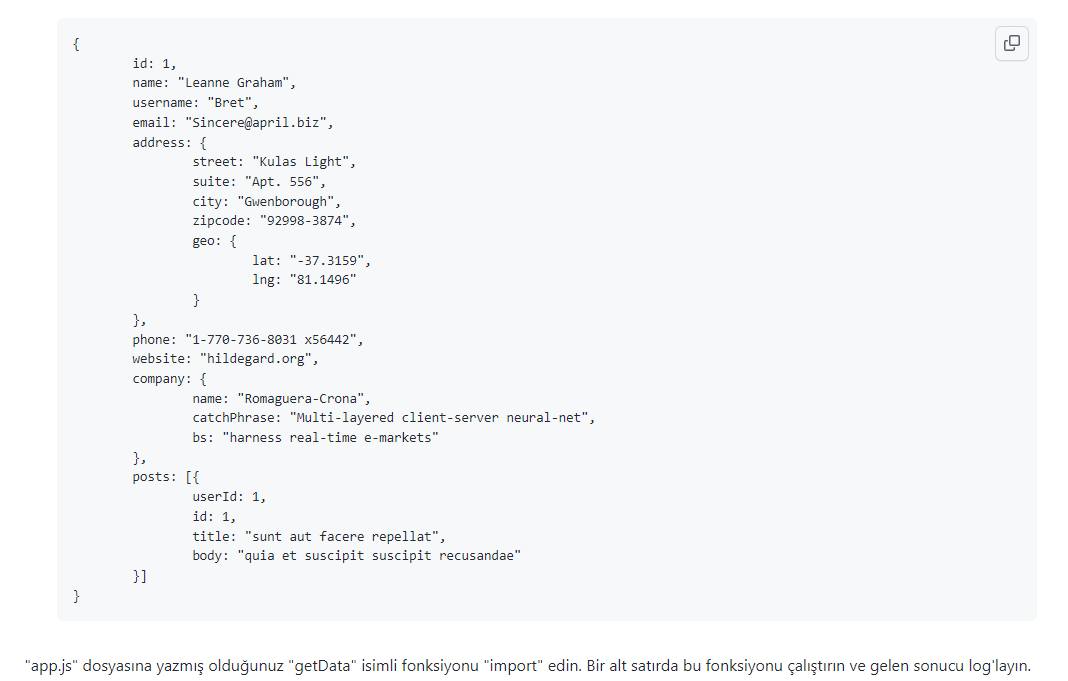 {
id: 1,
name: "Leanne Graham",
username: "Bret",
email: "Sincere@april.biz",
address: {
street: "Kulas Light",
suite: "Apt. 556",
city: "Gwenborough",
zipcode: "92998-3874",
geo: {
lat: "-37.3159",
lng: "81.1496"
}
},
phone: "1-770-736-8031 x56442",
website: "hildegard.org",
company: {
name: "Romaguera-Crona",
catchPhrase: "Multi-layered client-server neural-net",
bs: "harness real-time e-markets"
},
posts: [{
userId: 1,
id: 1,
title: "sunt aut facere repellat",
body: "quia et suscipit suscipit recusandae"
}]
}
"app.js" dosyasına yazmış olduğunuz "getData" isimli fonksiyonu "import" edin. Bir alt satırda bu fonksiyonu çalıştırın ve gelen sonucu log'layın.